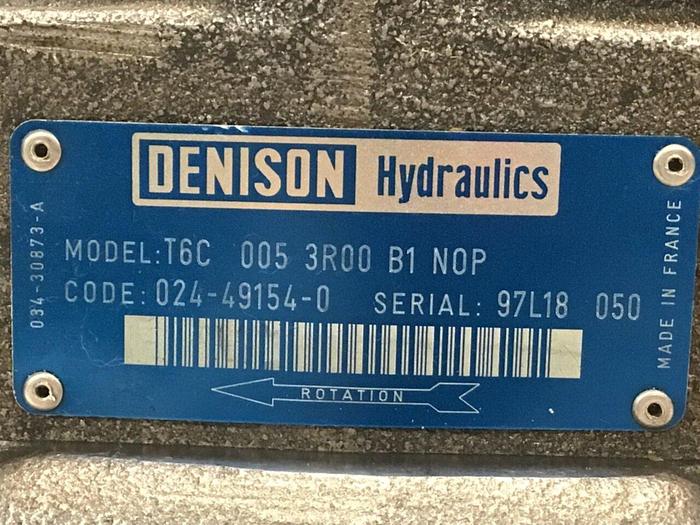 DENISON Hydraulics
MODEL: T6C 005 3R00 B1 NOP
CODE: 024-49154-0 SERIAL: 97L18 050
ROTATION
034-30873-A
MADE IN FRANCE